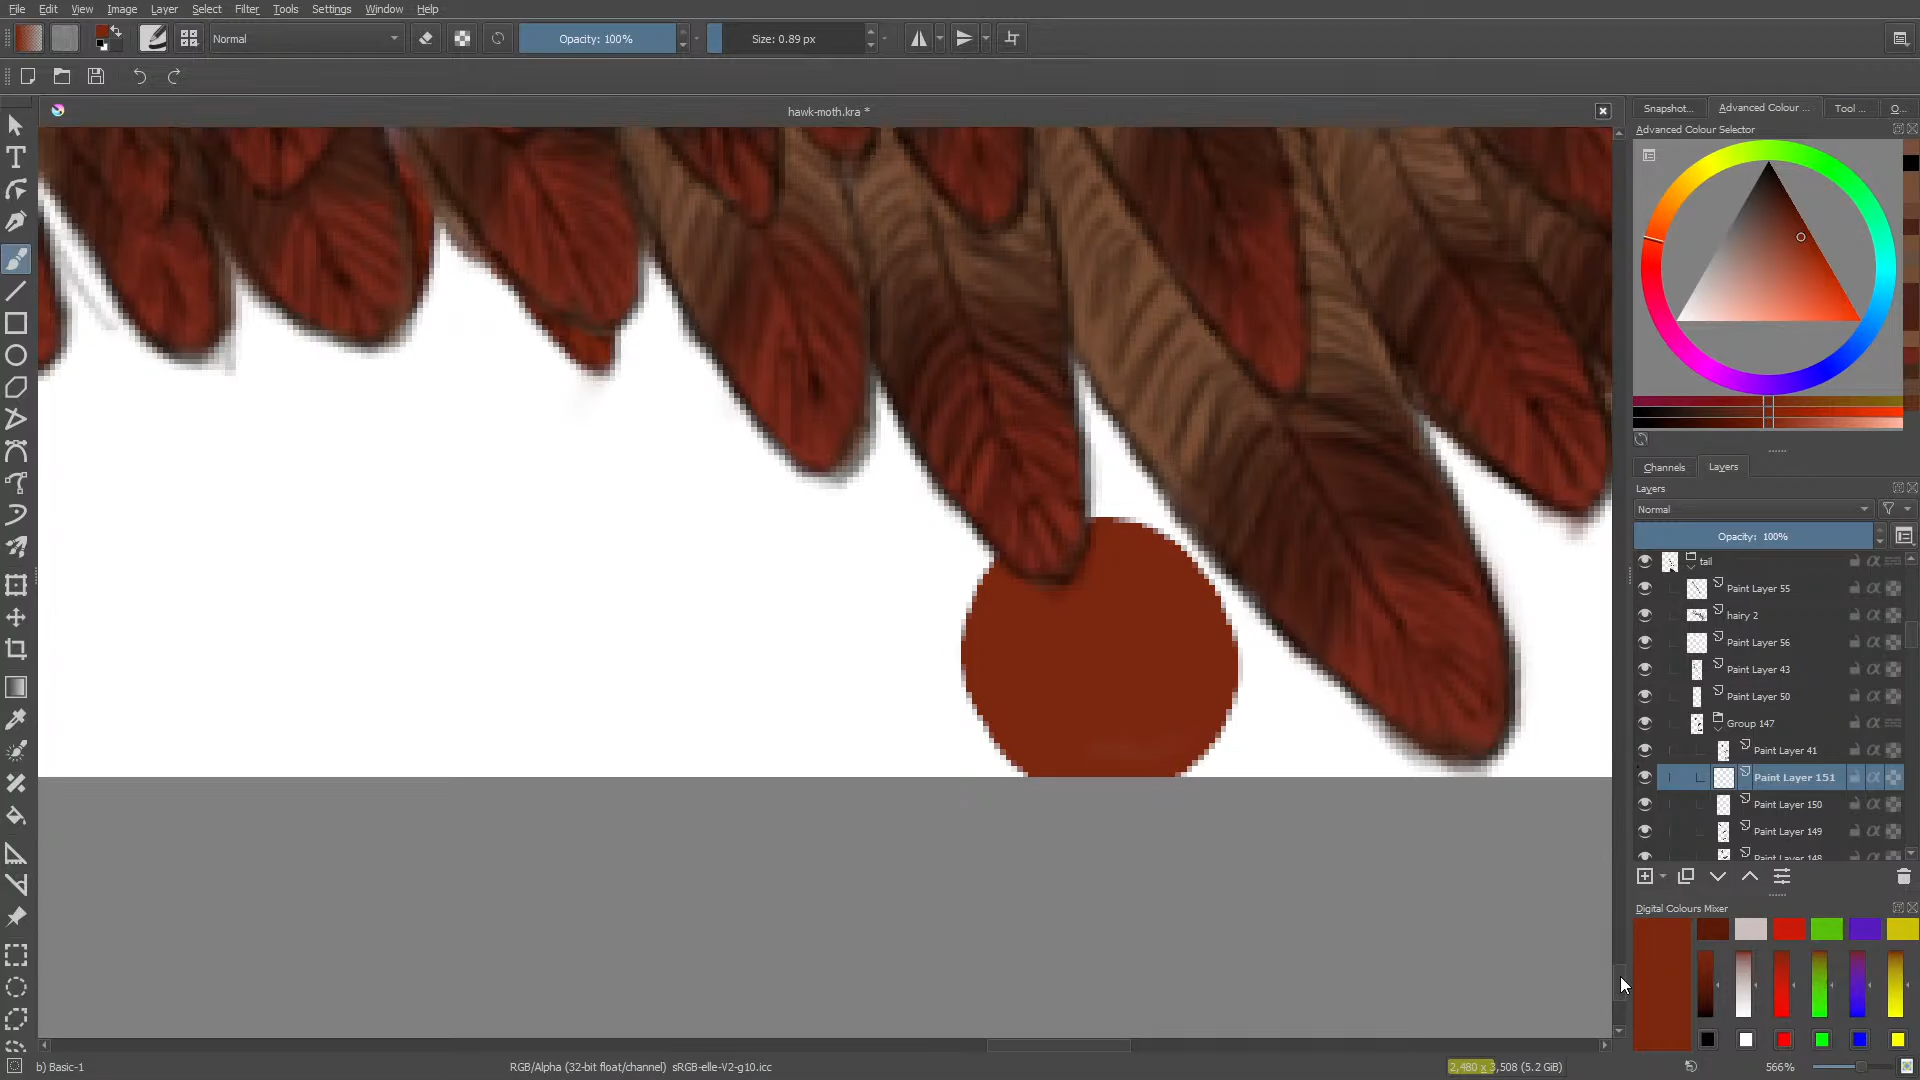 File Edit View Image Layer Select Filter Tools Settings Window Help
Normal Opacity: 100% Size: 0.89 px
hawk-moth.kra *
Snapshot... Advanced Colour ... Tool ... O...
Advanced Colour Selector
Channels Layers
Layers
Normal
Opacity: 100%
tail
Paint Layer 55
hairy 2
Paint Layer 56
Paint Layer 43
Paint Layer 50
Group 147
Paint Layer 41
Paint Layer 151
Paint Layer 150
Paint Layer 149
Paint Layer 148
Digital Colours Mixer
b) Basic-1 RGB/Alpha (32-bit float/channel) sRGB-elle-V2-g10.icc 2,480 x 3,508 (5.2 GiB) 566%